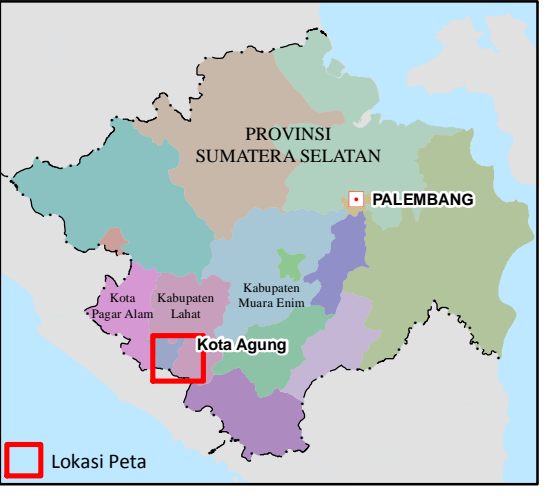 PROVINSI
SUMATERA SELATAN
PALEMBANG
Kota
Pagar Alam
Kabupaten
Lahat
Kabupaten
Muara Enim
Kota Agung
Lokasi Peta